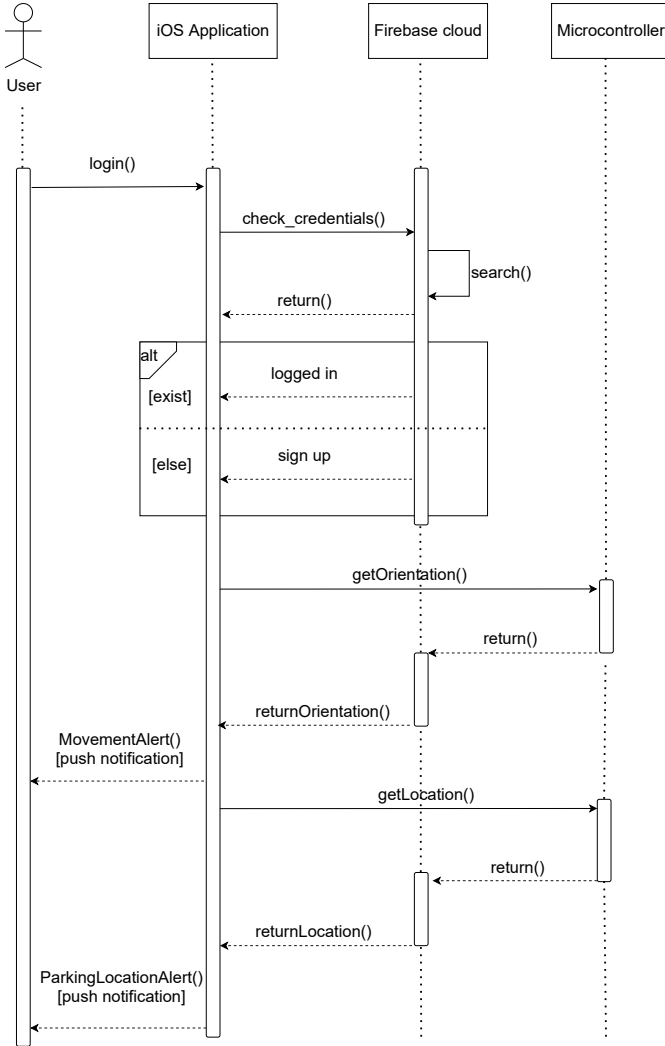 iOS Application
Firebase cloud
Microcontroller
User
login()
check_credentials()
search()
return()
alt
logged in
[exist]
sign up
[else]
getOrientation()
return()
returnOrientation()
MovementAlert()
[push notification]
getLocation()
return()
returnLocation()
ParkingLocationAlert()
[push notification]